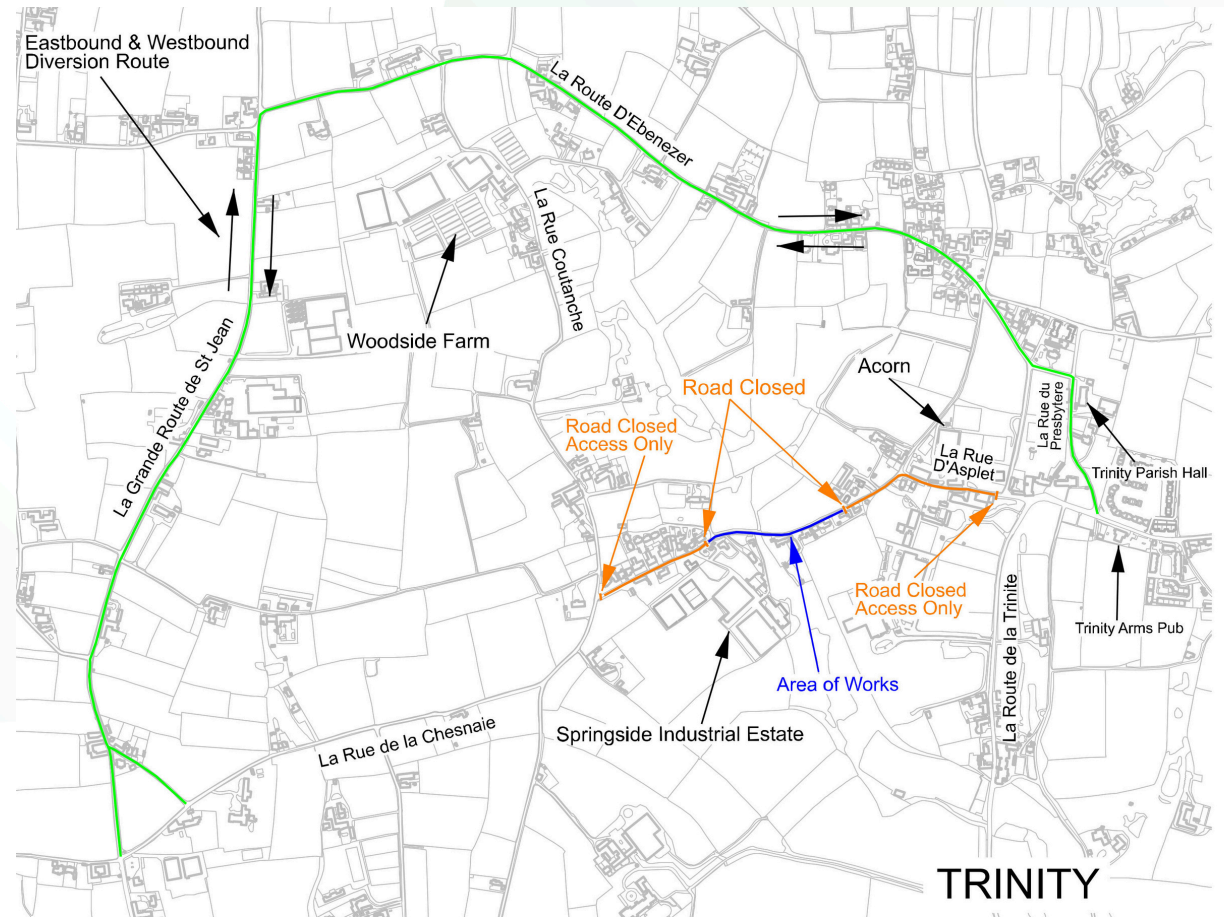 Eastbound & Westbound
Diversion Route
La Route D'Ebenezer
La Rue Coutanche
Woodside Farm
La Grande Route de St Jean
Acorn
Road Closed
Road Closed
Access Only
La Rue
D'Asplet
La Rue du
Presbytere
Trinity Parish Hall
Road Closed
Access Only
Trinity Arms Pub
La Route de la Trinite
Area of Works
Springside Industrial Estate
La Rue de la Chesnaie
TRINITY